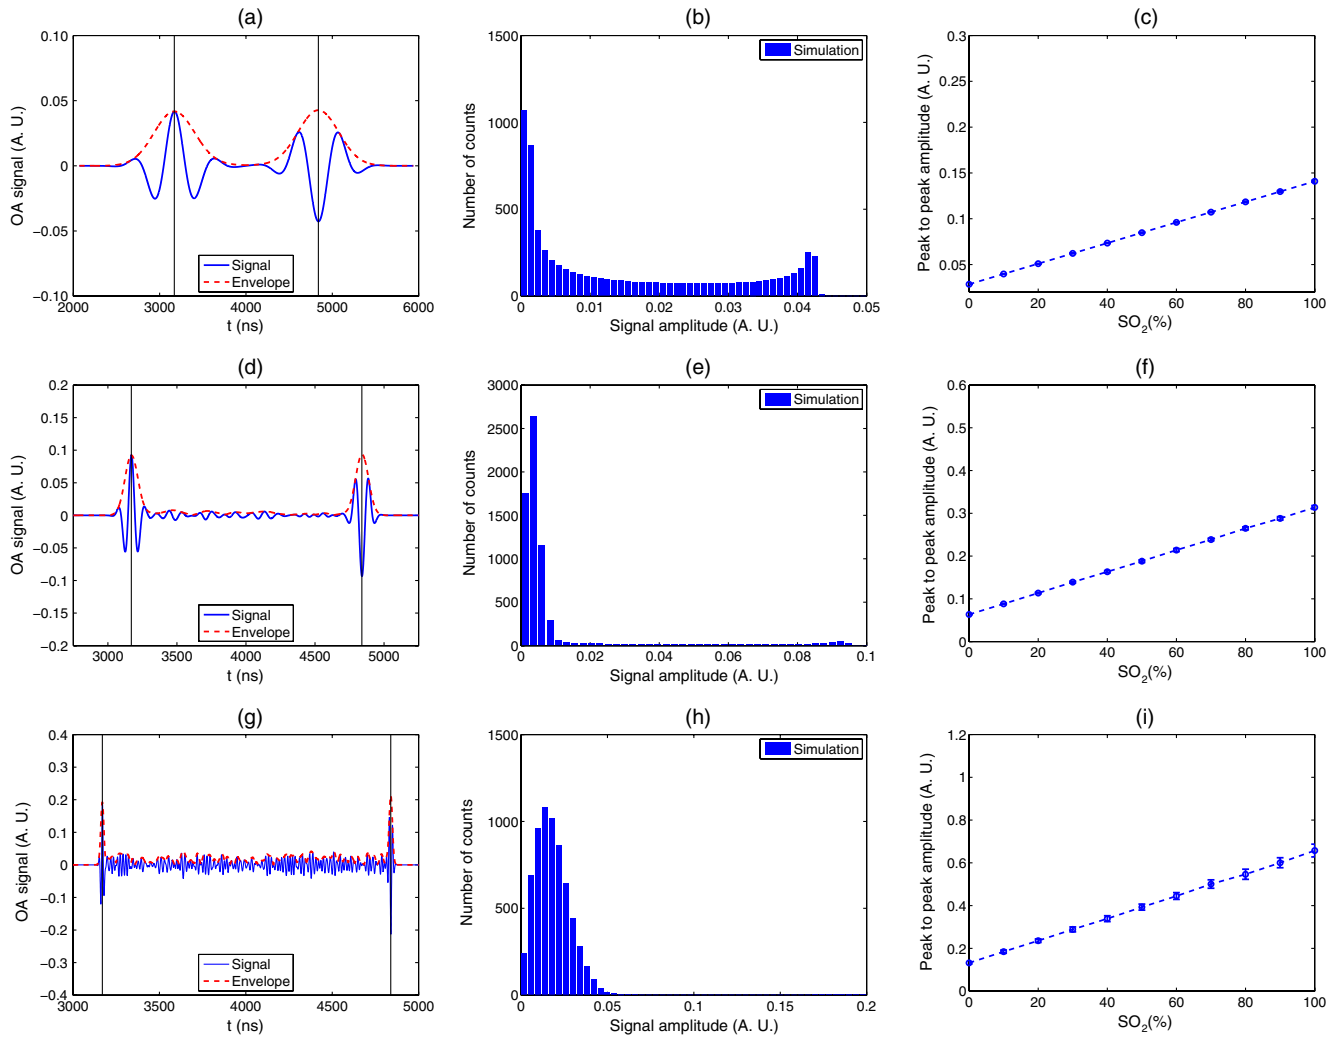 (a)
OA signal (A. U.)
0.10
0.05
0
−0.05
−0.10
2000 3000 4000 5000 6000
t (ns)
Signal
Envelope
(b)
Number of counts
1500
1000
500
0
0 0.01 0.02 0.03 0.04 0.05
Signal amplitude (A. U.)
Simulation
(c)
Peak to peak amplitude (A. U.)
0.3
0.25
0.2
0.15
0.1
0.05
0 20 40 60 80 100
SO2(%)
(d)
OA signal (A. U.)
0.2
0.15
0.1
0.05
0
−0.05
−0.1
−0.15
−0.2
3000 3500 4000 4500 5000
t (ns)
Signal
Envelope
(e)
Number of counts
3000
2500
2000
1500
1000
500
0
0 0.02 0.04 0.06 0.08 0.1
Signal amplitude (A. U.)
Simulation
(f)
Peak to peak amplitude (A. U.)
0.6
0.5
0.4
0.3
0.2
0.1
0
0 20 40 60 80 100
SO2(%)
(g)
OA signal (A. U.)
0.4
0.3
0.2
0.1
0
−0.1
−0.2
−0.3
−0.4
3000 3500 4000 4500 5000
t (ns)
Signal
Envelope
(h)
Number of counts
1500
1000
500
0
0 0.05 0.1 0.15 0.2
Signal amplitude (A. U.)
Simulation
(i)
Peak to peak amplitude (A. U.)
1.2
1
0.8
0.6
0.4
0.2
0
0 20 40 60 80 100
SO2(%)